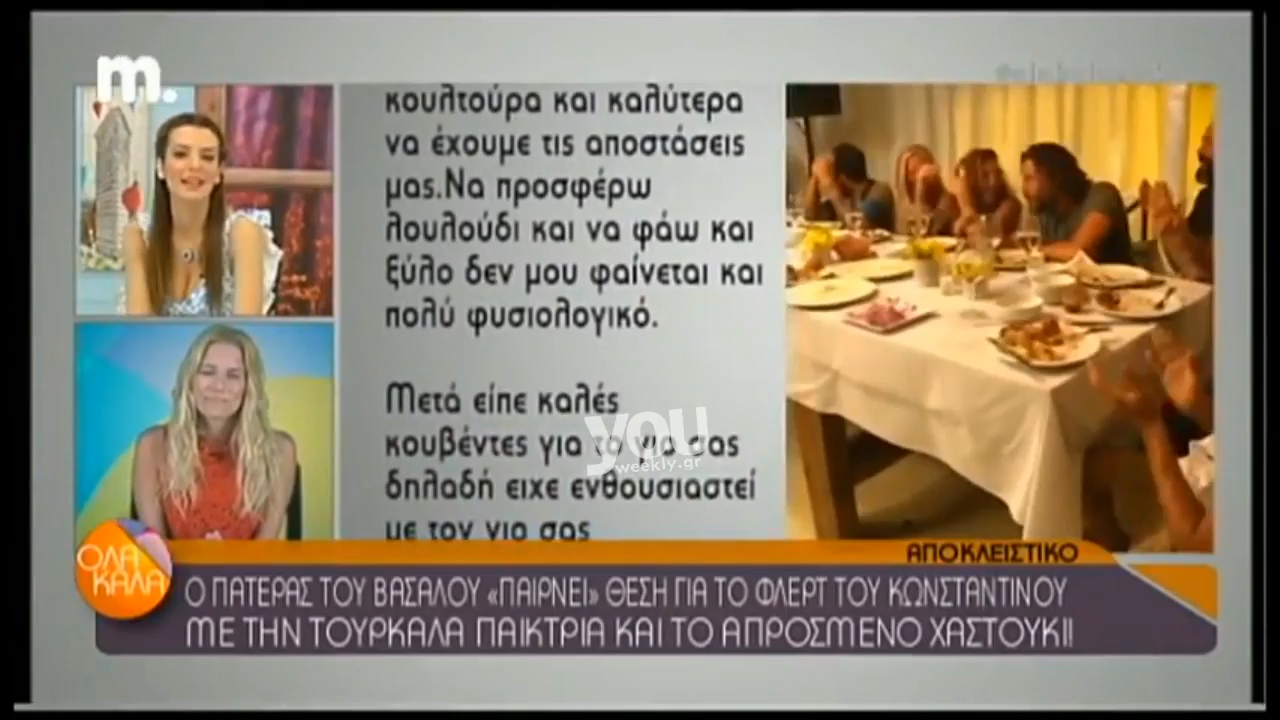 m.
κουλτούρα και καλύτερα
να έχουμε τις αποστάσεις
μας.Να προσφέρω
λουλούδι και να φάω και
ξύλο δεν μου φαίνεται και
πολύ φυσιολογικό.
Μετά είπε καλές
κουβέντες για το γιο σας
δηλαδή ειχε ενθουσιαστεί
με τον γιο σας
you
weekly.gr
ΑΠΟΚΛΕΙΣΤΙΚΟ
ΟΛΑ
ΚΑΛΑ
Ο ΠΑΤΕΡΑΣ ΤΟΥ ΒΑΣΑΛΟΥ «ΠΑΙΡΝΕΙ» ΘΕΣΗ ΓΙΑ ΤΟ ΦΛΕΡΤ ΤΟΥ ΚΩΝΣΤΑΝΤΙΝΟΥ
ΜΕ ΤΗΝ ΤΟΥΡΚΑΛΑ ΠΑΙΚΤΡΙΑ ΚΑΙ ΤΟ ΑΠΡΟΣΜΕΝΟ ΧΑΣΤΟΥΚΙ!